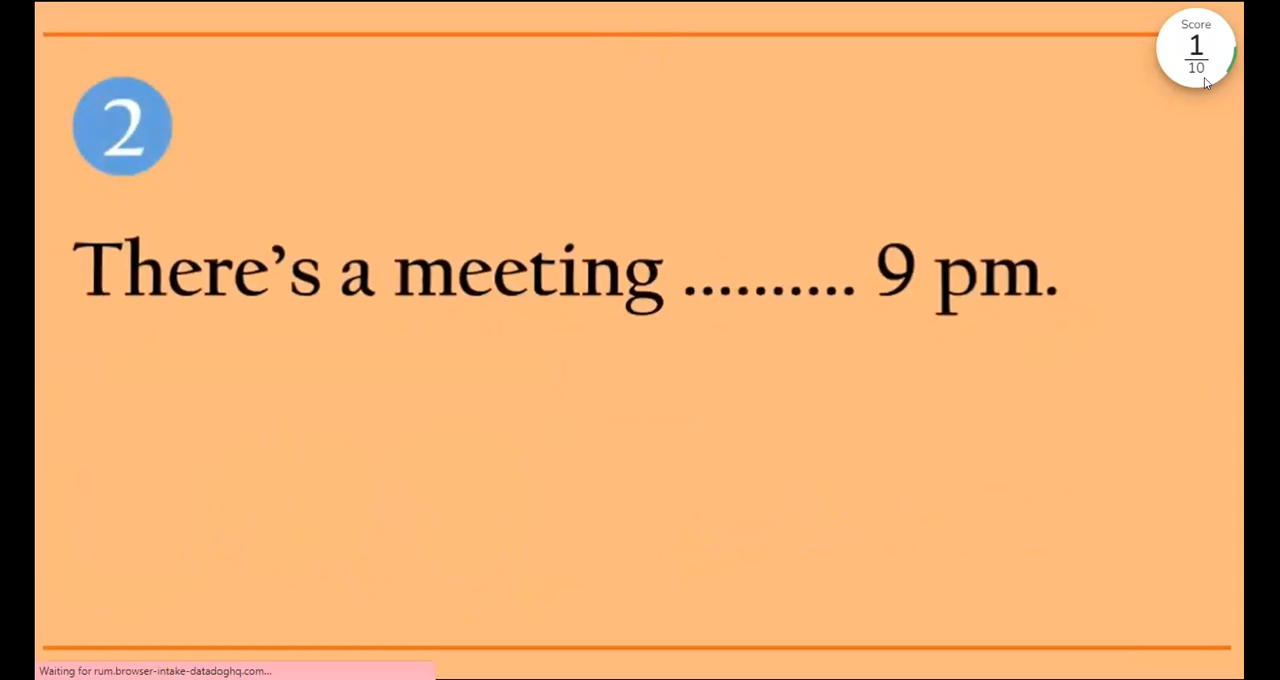 Score
1
10
2
There's a meeting .......... 9 pm.
Waiting for rum.browser-intake-datadoghq.com...